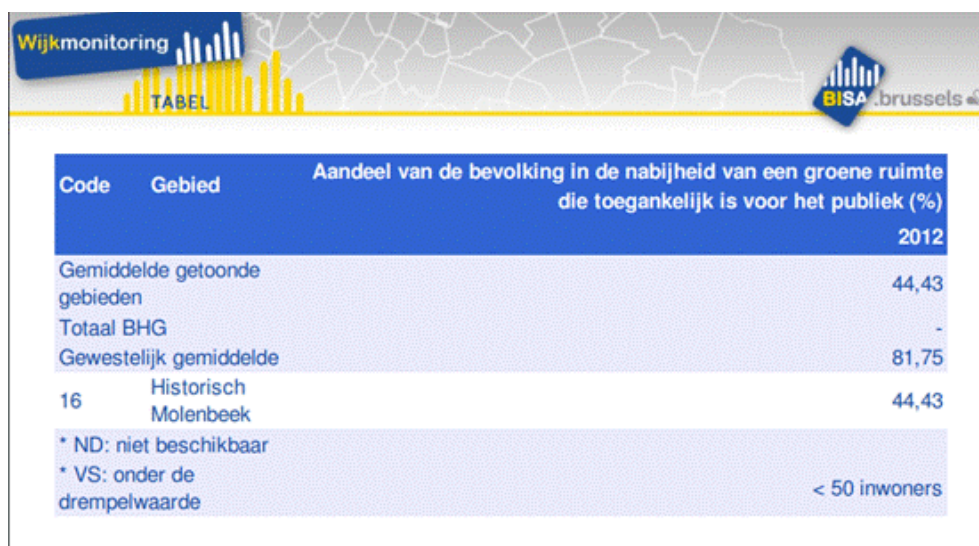 Wijkmonitoring
TABEL
BISA.brussels
Code Gebied Aandeel van de bevolking in de nabijheid van een groene ruimte
die toegankelijk is voor het publiek (%)
2012
Gemiddelde getoonde
gebieden 44,43
Totaal BHG -
Gewestelijk gemiddelde 81,75
16 Historisch
Molenbeek 44,43
* ND: niet beschikbaar
* VS: onder de
drempelwaarde < 50 inwoners